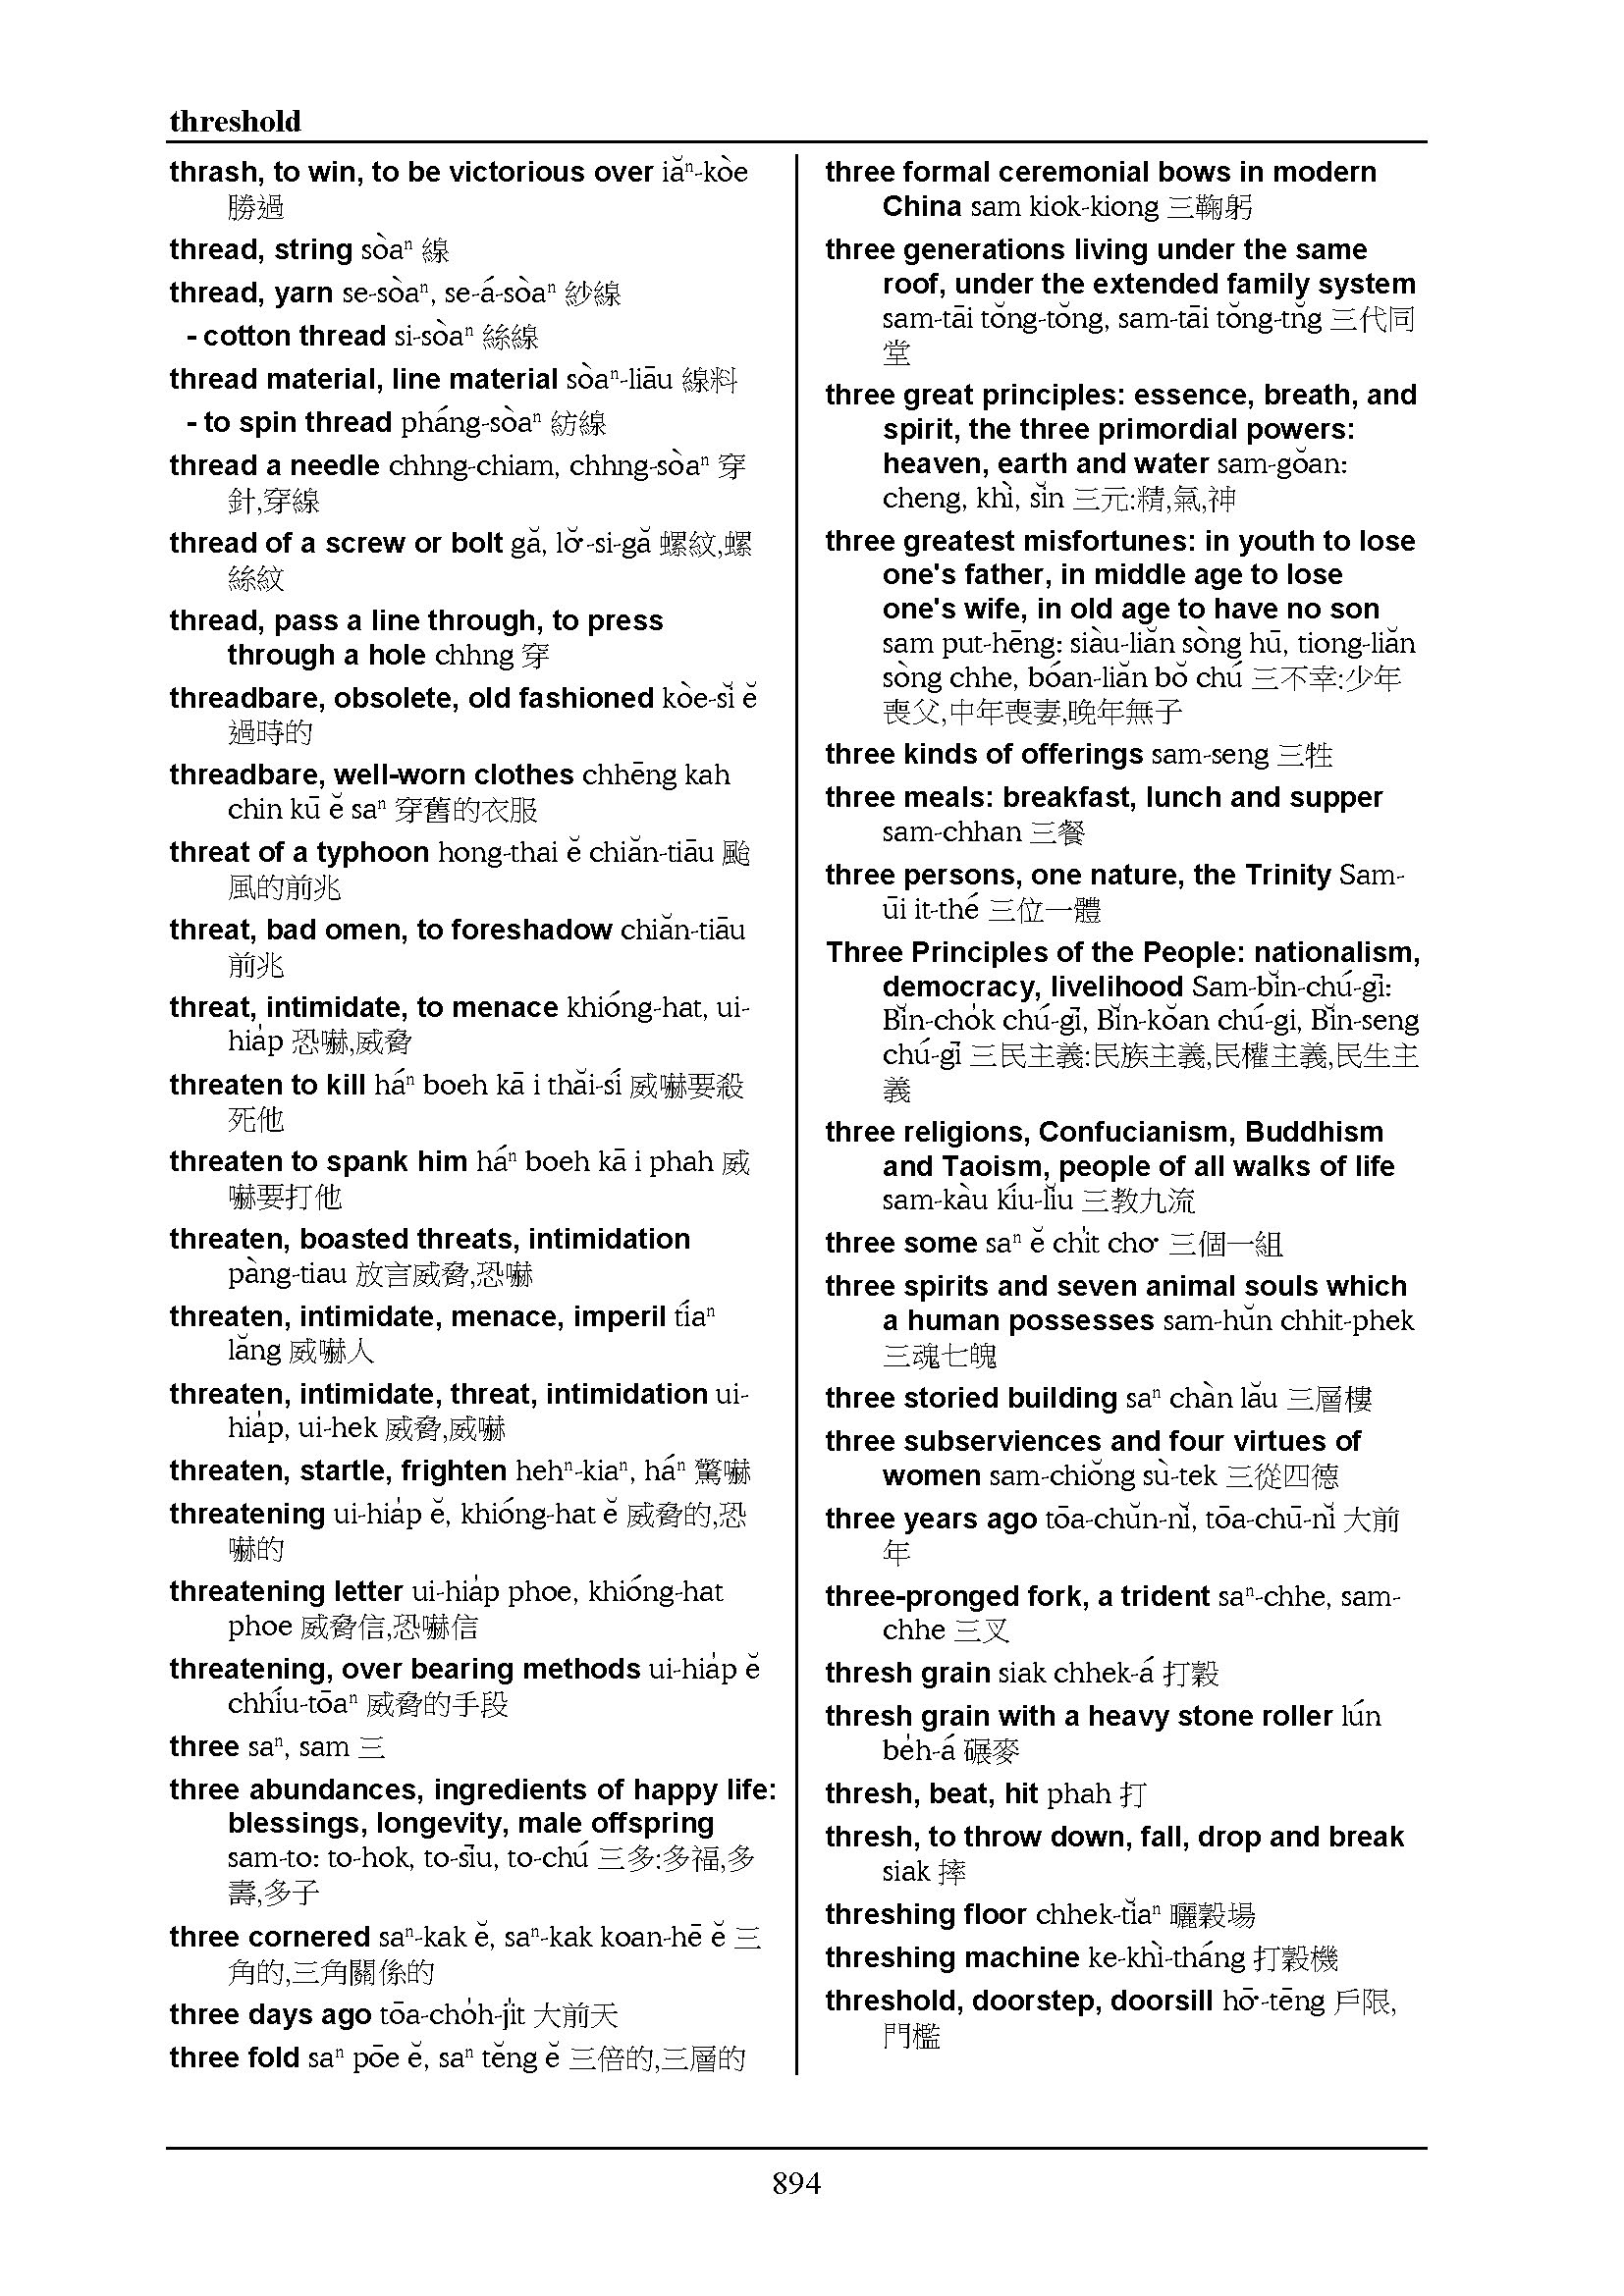 threshold
thrash, to win, to be victorious over iăⁿ-kòe
勝過
thread, string sòaⁿ 線
thread, yarn se-sòaⁿ, se-á-sòaⁿ 紗線
- cotton thread si-sòaⁿ 絲線
thread material, line material sòaⁿ-liāu 線料
- to spin thread pháng-sòaⁿ 紡線
thread a needle chhng-chiam, chhng-sòaⁿ 穿
針,穿線
thread of a screw or bolt gă, lŏ͘-si-gă 螺紋,螺
絲紋
thread, pass a line through, to press
through a hole chhng 穿
threadbare, obsolete, old fashioned kòe-sĭ ĕ
過時的
threadbare, well-worn clothes chhēng kah
chin kū ĕ saⁿ 穿舊的衣服
threat of a typhoon hong-thai ĕ chiăn-tiāu 颱
風的前兆
threat, bad omen, to foreshadow chiăn-tiāu
前兆
threat, intimidate, to menace khióng-hat, ui-
hia̍p 恐嚇,威脅
threaten to kill háⁿ boeh kā i thăi-sí 威嚇要殺
死他
threaten to spank him háⁿ boeh kā i phah 威
嚇要打他
threaten, boasted threats, intimidation
pàng-tiau 放言威脅,恐嚇
threaten, intimidate, menace, imperil tíaⁿ
lăng 威嚇人
threaten, intimidate, threat, intimidation ui-
hia̍p, ui-hek 威脅,威嚇
threaten, startle, frighten hehⁿ-kiaⁿ, háⁿ 驚嚇
threatening ui-hia̍p ĕ, khióng-hat ĕ 威脅的,恐
嚇的
threatening letter ui-hia̍p phoe, khióng-hat
phoe 威脅信,恐嚇信
threatening, over bearing methods ui-hia̍p ĕ
chhíu-tōaⁿ 威脅的手段
three saⁿ, sam 三
three abundances, ingredients of happy life:
blessings, longevity, male offspring
sam-to: to-hok, to-sīu, to-chú 三多:多福,多
壽,多子
three cornered saⁿ-kak ĕ, saⁿ-kak koan-hē ĕ 三
角的,三角關係的
three days ago tōa-cho̍h-ji̍t 大前天
three fold saⁿ pōe ĕ, saⁿ tĕng ĕ 三倍的,三層的
three formal ceremonial bows in modern
China sam kiok-kiong 三鞠躬
three generations living under the same
roof, under the extended family system
sam-tāi tŏng-tŏng, sam-tāi tŏng-tn̆g 三代同
堂
three great principles: essence, breath, and
spirit, the three primordial powers:
heaven, earth and water sam-gŏan:
cheng, khì, sĭn 三元:精,氣,神
three greatest misfortunes: in youth to lose
one's father, in middle age to lose
one's wife, in old age to have no son
sam put-hēng: siàu-liăn sòng hū, tiong-liăn
sòng chhe, bóan-liăn bŏ chú 三不幸:少年
喪父,中年喪妻,晚年無子
three kinds of offerings sam-seng 三牲
three meals: breakfast, lunch and supper
sam-chhan 三餐
three persons, one nature, the Trinity Sam-
ūi it-thé 三位一體
Three Principles of the People: nationalism,
democracy, livelihood Sam-bĭn-chú-gī:
Bĭn-cho̍k chú-gī, Bĭn-kŏan chú-gi, Bĭn-seng
chú-gī 三民主義:民族主義,民權主義,民生主
義
three religions, Confucianism, Buddhism
and Taoism, people of all walks of life
sam-kàu kíu-lĭu 三教九流
three some saⁿ ĕ chi̍t cho͘ 三個一組
three spirits and seven animal souls which
a human possesses sam-hŭn chhit-phek
三魂七魄
three storied building saⁿ chàn lău 三層樓
three subserviences and four virtues of
women sam-chiŏng sù-tek 三從四德
three years ago tōa-chŭn-nĭ, tōa-chū-nĭ 大前
年
three-pronged fork, a trident saⁿ-chhe, sam-
chhe 三叉
thresh grain siak chhek-á 打穀
thresh grain with a heavy stone roller lún
be̍h-á 碾麥
thresh, beat, hit phah 打
thresh, to throw down, fall, drop and break
siak 摔
threshing floor chhek-tĭaⁿ 曬穀場
threshing machine ke-khì-tháng 打穀機
threshold, doorstep, doorsill hō͘-tēng 戶限,
門檻
894